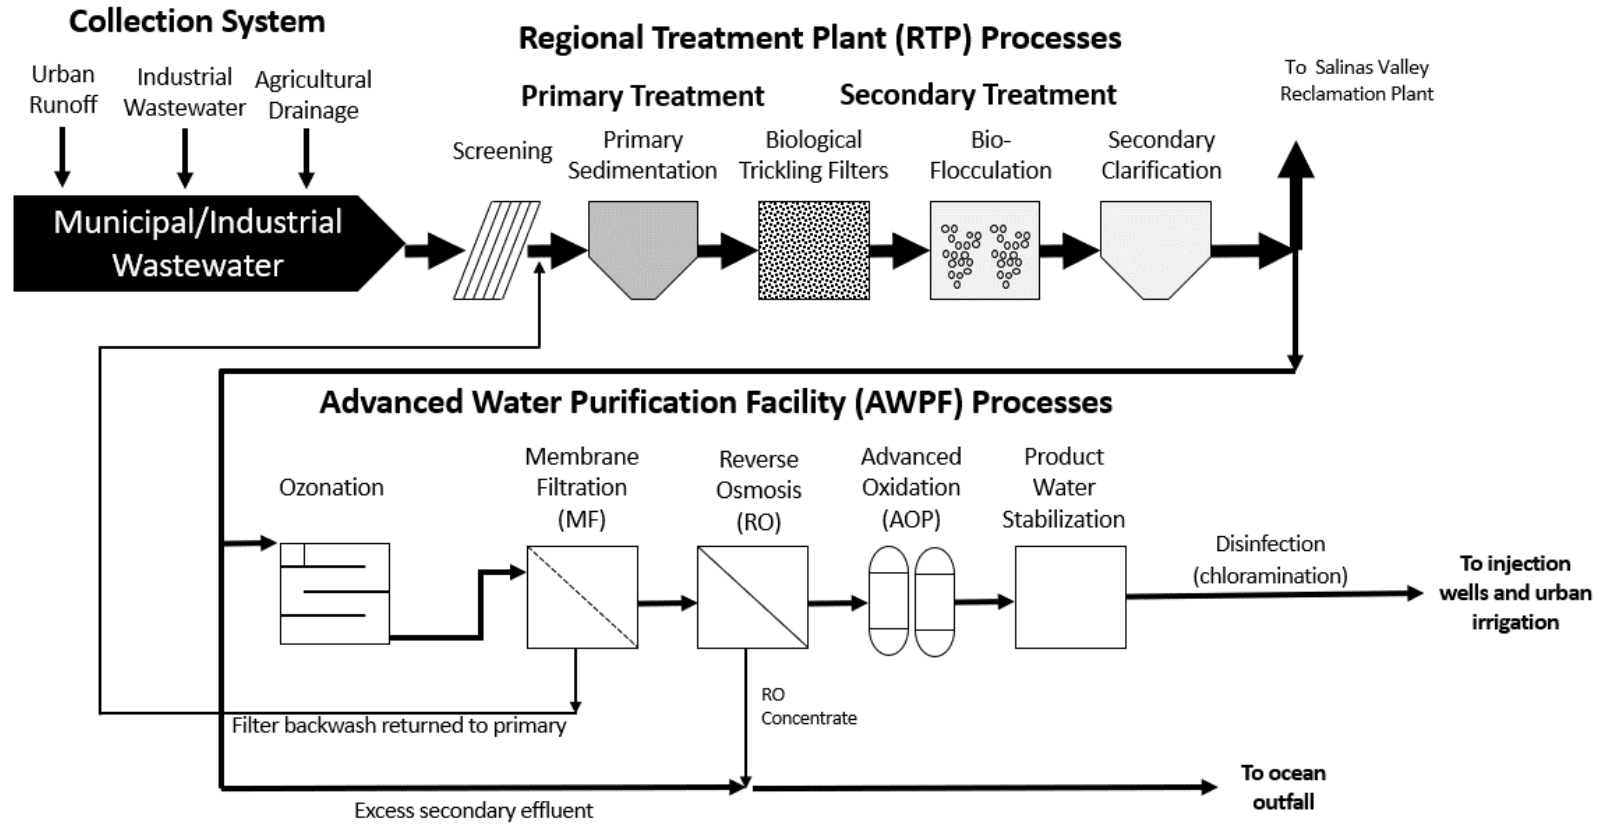 Collection System
Regional Treatment Plant (RTP) Processes
Urban
Runoff
Industrial
Wastewater
Agricultural
Drainage
To Salinas Valley
Reclamation Plant
Primary Treatment
Secondary Treatment
Screening
Primary
Sedimentation
Biological
Trickling Filters
Bio-
Flocculation
Secondary
Clarification
Municipal/Industrial
Wastewater
Advanced Water Purification Facility (AWPF) Processes
Ozonation
Membrane
Filtration
(MF)
Reverse
Osmosis
(RO)
Advanced
Oxidation
(AOP)
Product
Water
Stabilization
Disinfection
(chloramination)
To injection
wells and urban
irrigation
RO
Concentrate
Filter backwash returned to primary
Excess secondary effluent
To ocean
outfall